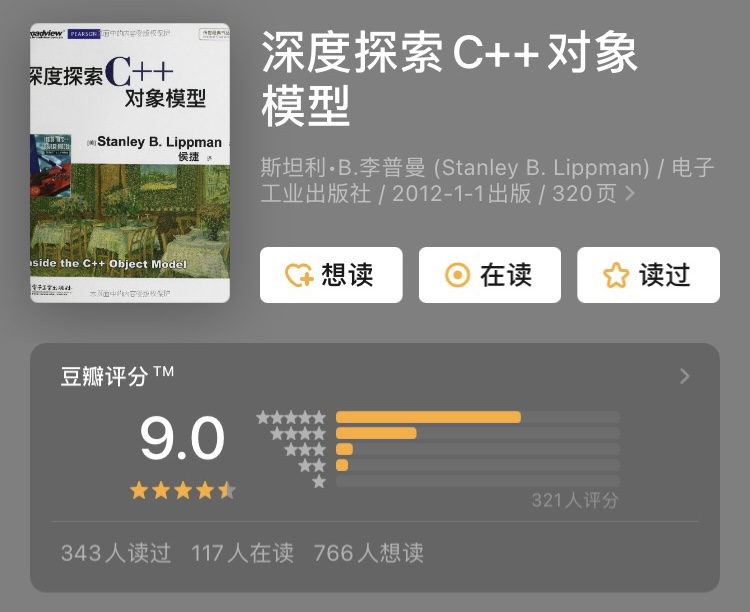 PEARSON
深度探索C++
对象模型
[美]Stanley B. Lippman
侯捷 译
nside the C++ Object Model
电子工业出版社
深度探索C++对象
模型
斯坦利·B.李普曼 (Stanley B. Lippman) / 电子
工业出版社 / 2012-1-1出版 / 320页
想读
在读
读过
豆瓣评分TM
9.0
321人评分
343人读过 117人在读 766人想读